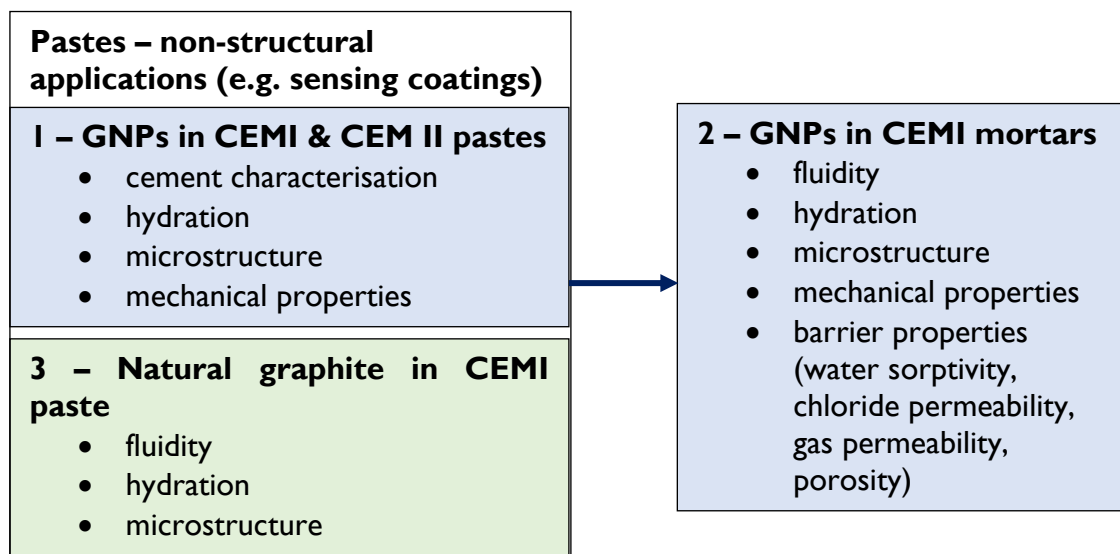 Pastes – non-structural
applications (e.g. sensing coatings)
1 – GNPs in CEMI & CEM II pastes
• cement characterisation
• hydration
• microstructure
• mechanical properties
3 – Natural graphite in CEMI
paste
• fluidity
• hydration
• microstructure
2 – GNPs in CEMI mortars
• fluidity
• hydration
• microstructure
• mechanical properties
• barrier properties
(water sorptivity,
chloride permeability,
gas permeability,
porosity)